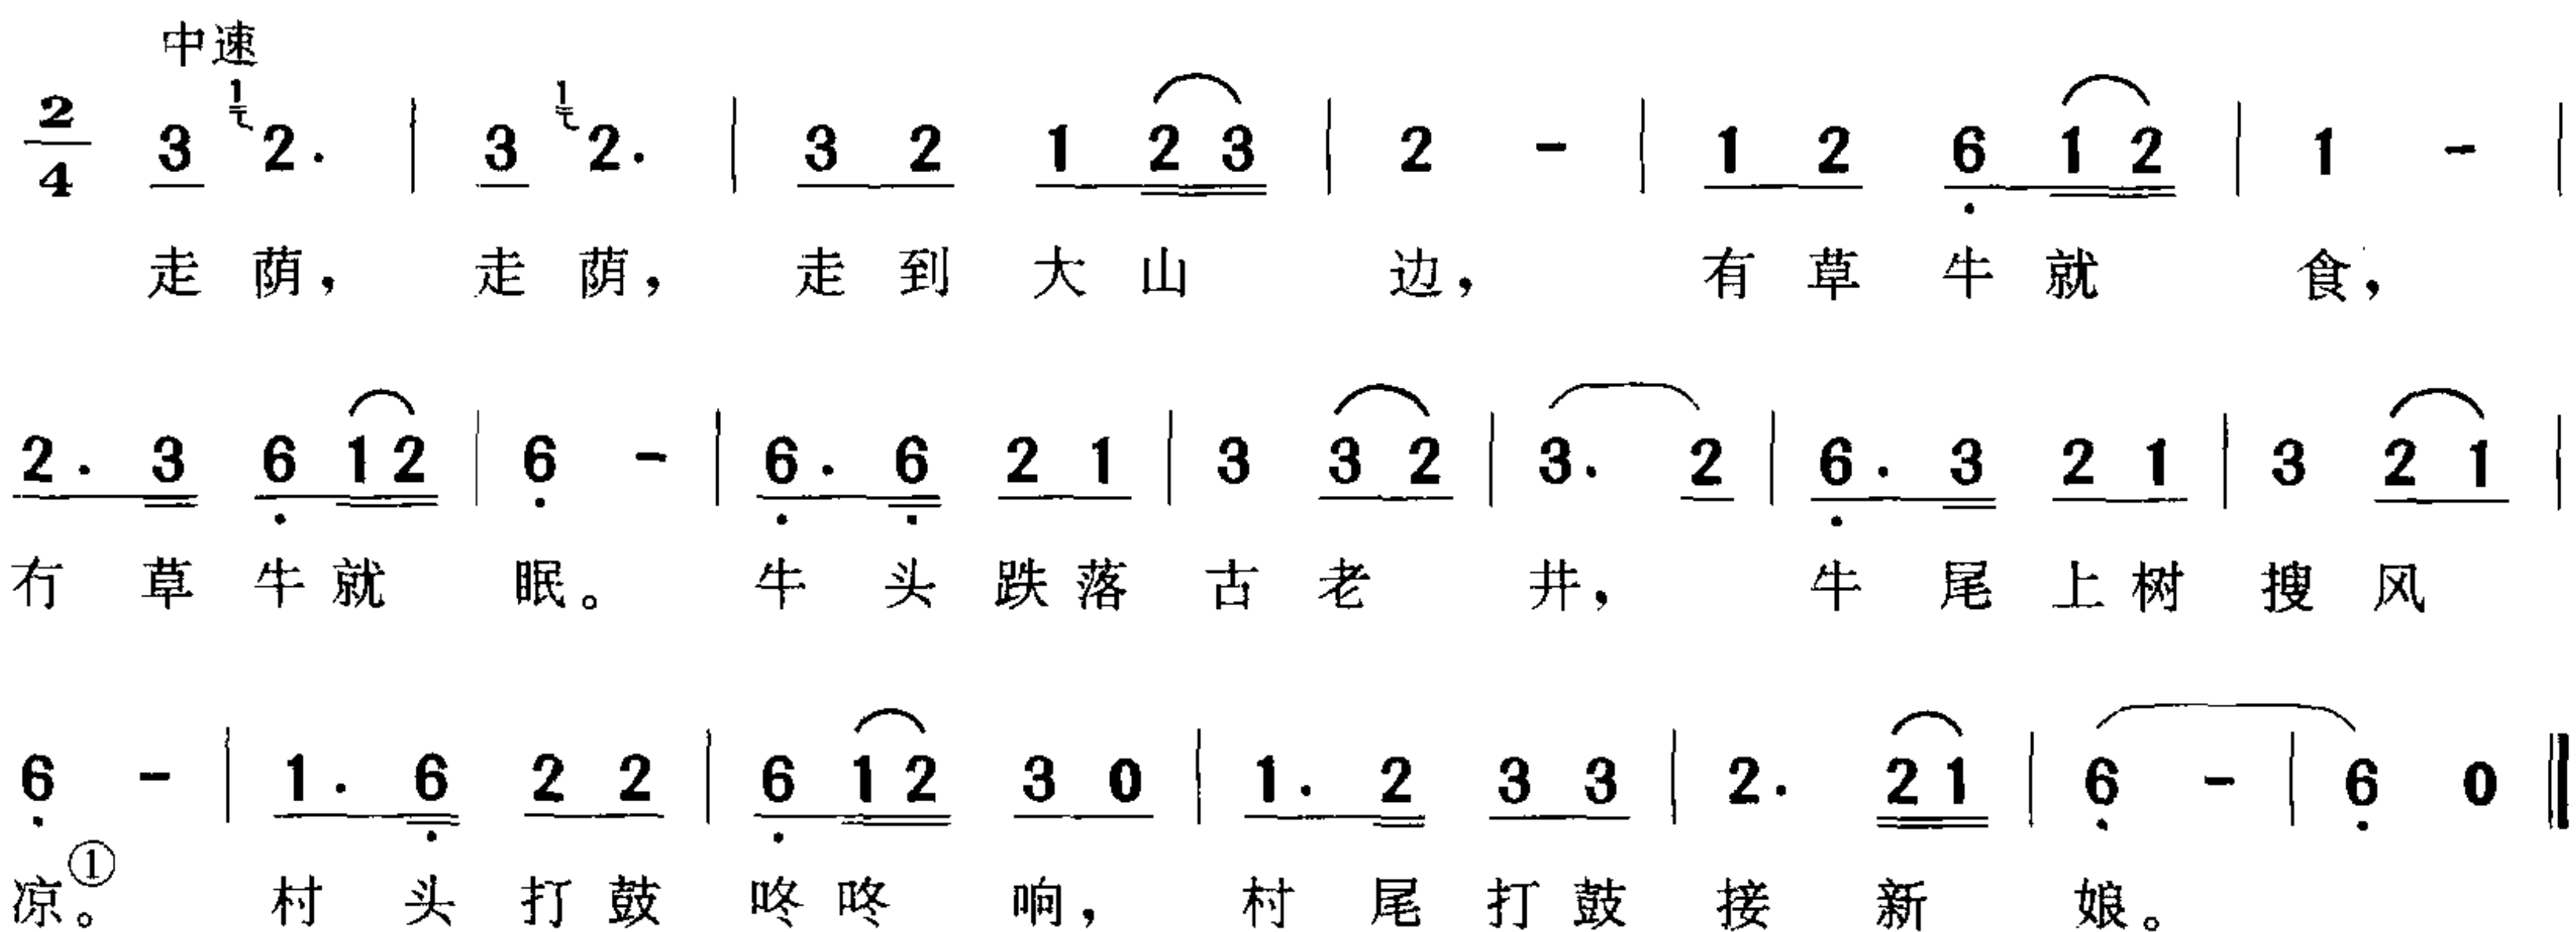 中速
2/4 3 1 2. | 3 1 2. | 3 2 1 2 3 | 2 - | 1 2 6 1 2 | 1 - |
走荫，走荫，走到大山边，有草牛就食，
2. 3 6 1 2 | 6 - | 6. 6 2 1 | 3 3 2 | 3. 2 | 6. 3 2 1 | 3 2 1 |
冇草牛就眠。牛头跌落古老井，牛尾上树搜风
6 - | 1. 6 2 2 | 6 1 2 3 0 | 1. 2 3 3 | 2. 2 1 | 6 - | 6 0 ‖
凉。① 村头打鼓咚咚响，村尾打鼓接新娘。